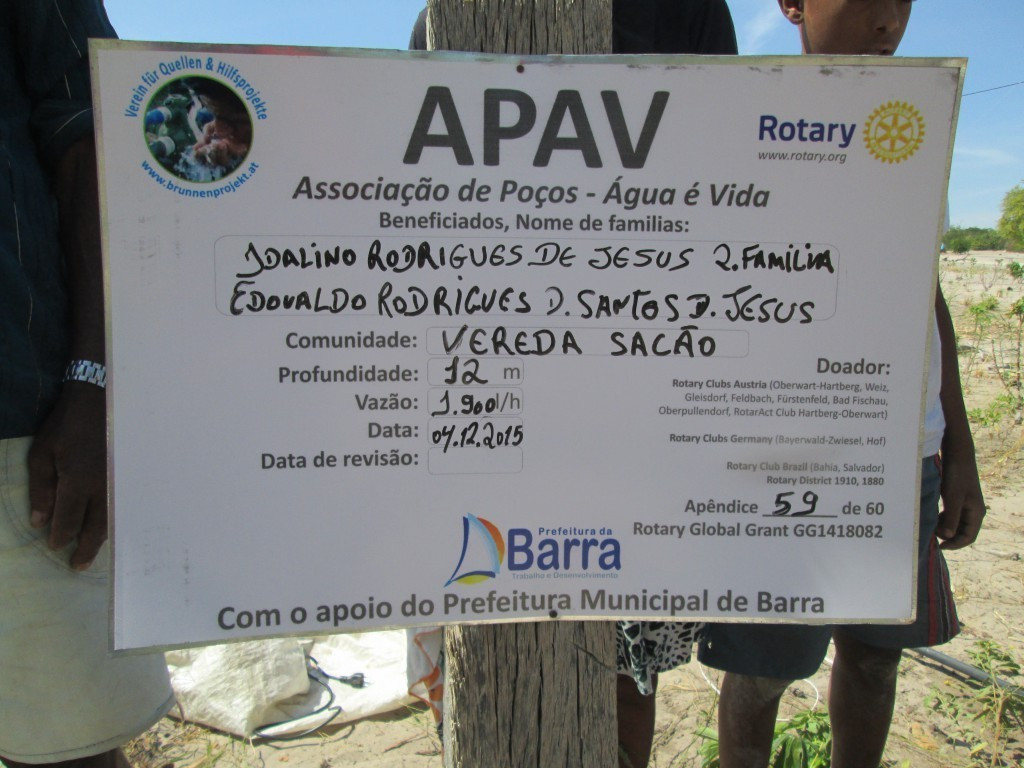 Verein für Quellen & Hilfsprojekte
www.brunnenprojekt.at
APAV
Rotary
www.rotary.org
Associação de Poços - Água é Vida
Beneficiados, Nome de familias:
JOALINO RODRIGUES DE JESUS 2. FAMILIA
EDOVALDO RODRIGUES D. SANTOS D. JESUS
Comunidade: VEREDA SACÃO
Profundidade: 12 m
Vazão: 1.900 l/h
Data: 04.12.2015
Data de revisão:
Doador:
Rotary Clubs Austria (Oberwart-Hartberg, Weiz,
Gleisdorf, Feldbach, Fürstenfeld, Bad Fischau,
Oberpullendorf, RotarAct Club Hartberg-Oberwart)
Rotary Clubs Germany (Bayerwald-Zwiesel, Hof)
Rotary Club Brazil (Bahia, Salvador)
Rotary District 1910, 1880
Apêndice 59 de 60
Rotary Global Grant GG1418082
Prefeitura da
Barra
Trabalho e Desenvolvimento
Com o apoio do Prefeitura Municipal de Barra